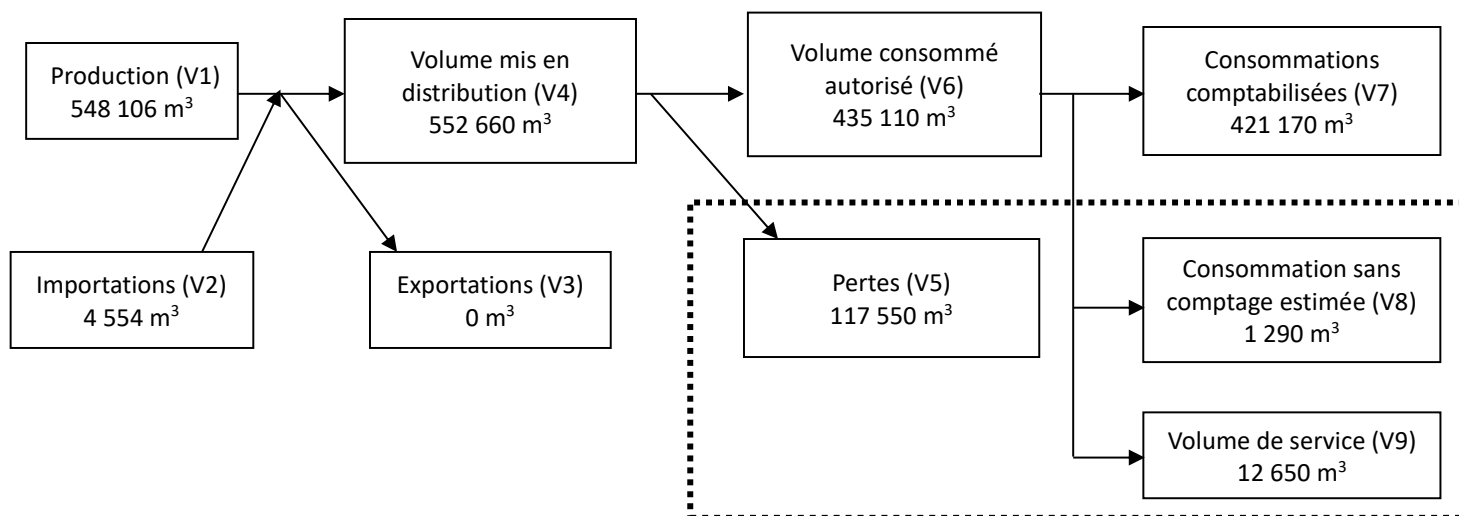 Production (V1)
548 106 m³
Volume mis en
distribution (V4)
552 660 m³
Volume consommé
autorisé (V6)
435 110 m³
Consommations
comptabilisées (V7)
421 170 m³
Importations (V2)
4 554 m³
Exportations (V3)
0 m³
Pertes (V5)
117 550 m³
Consommation sans
comptage estimée (V8)
1 290 m³
Volume de service (V9)
12 650 m³